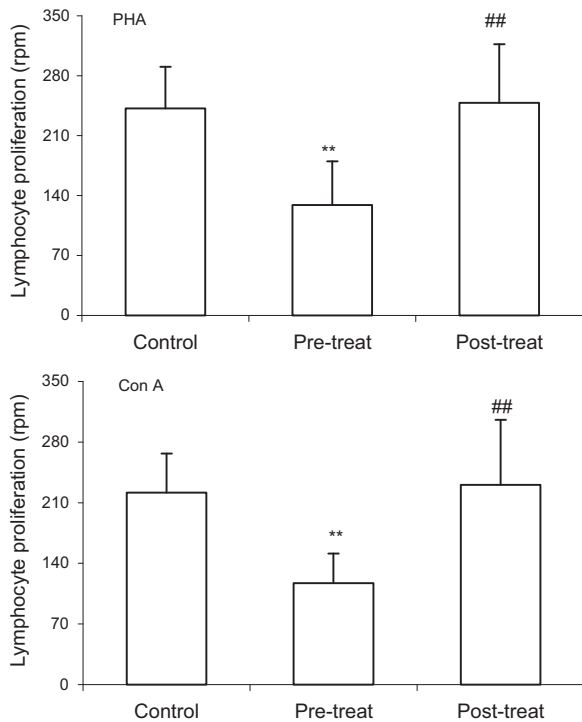 350
PHA
##
280
210
**
140
70
0
Lymphocyte proliferation (rpm)
Control Pre-treat Post-treat
350
Con A
##
280
210
**
140
70
0
Lymphocyte proliferation (rpm)
Control Pre-treat Post-treat